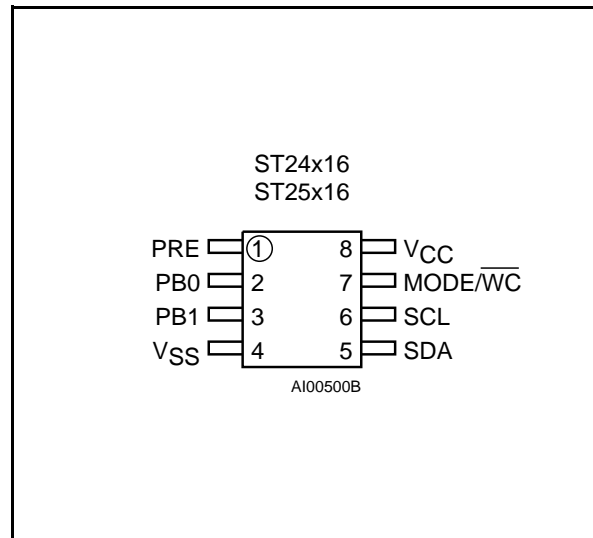 ST24x16
ST25x16
PRE 1 8 VCC
PB0 2 7 MODE/W̅C̅
PB1 3 6 SCL
VSS 4 5 SDA
AI00500B